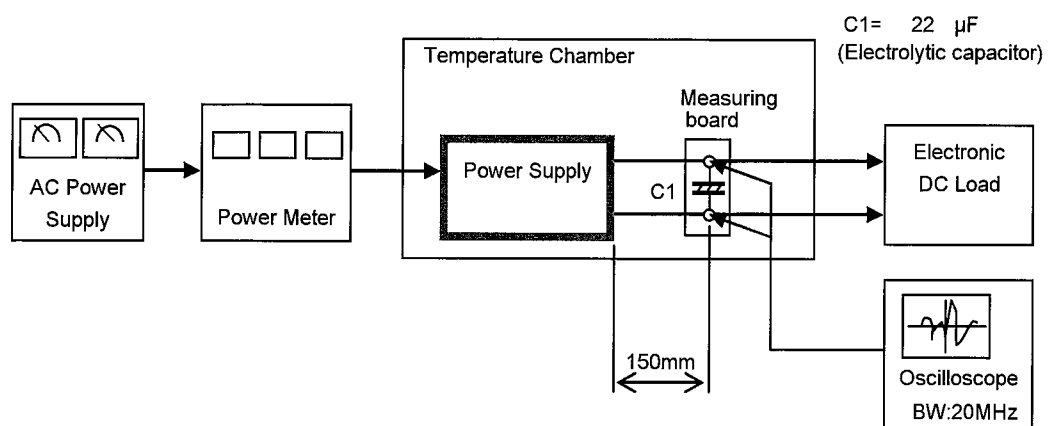 C1= 22 µF
(Electrolytic capacitor)
Temperature Chamber
Measuring
board
AC Power
Supply
Power Meter
Power Supply
C1
Electronic
DC Load
150mm
Oscilloscope
BW:20MHz